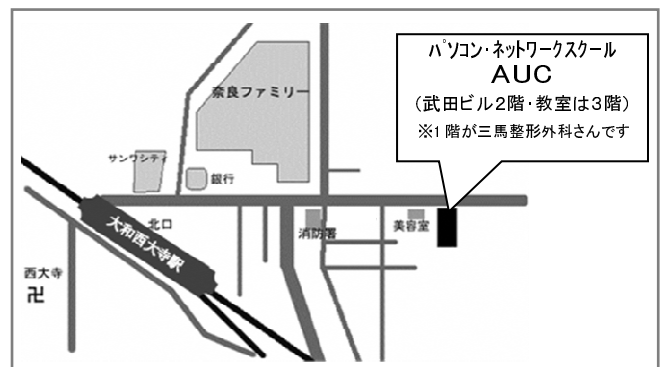 パソコン・ネットワークスクール
AUC
(武田ビル2階・教室は3階)
※1階が三馬整形外科さんです
奈良ファミリー
サンワシティ
銀行
北口
大和西大寺駅
消防署
美容室
西大寺
卍